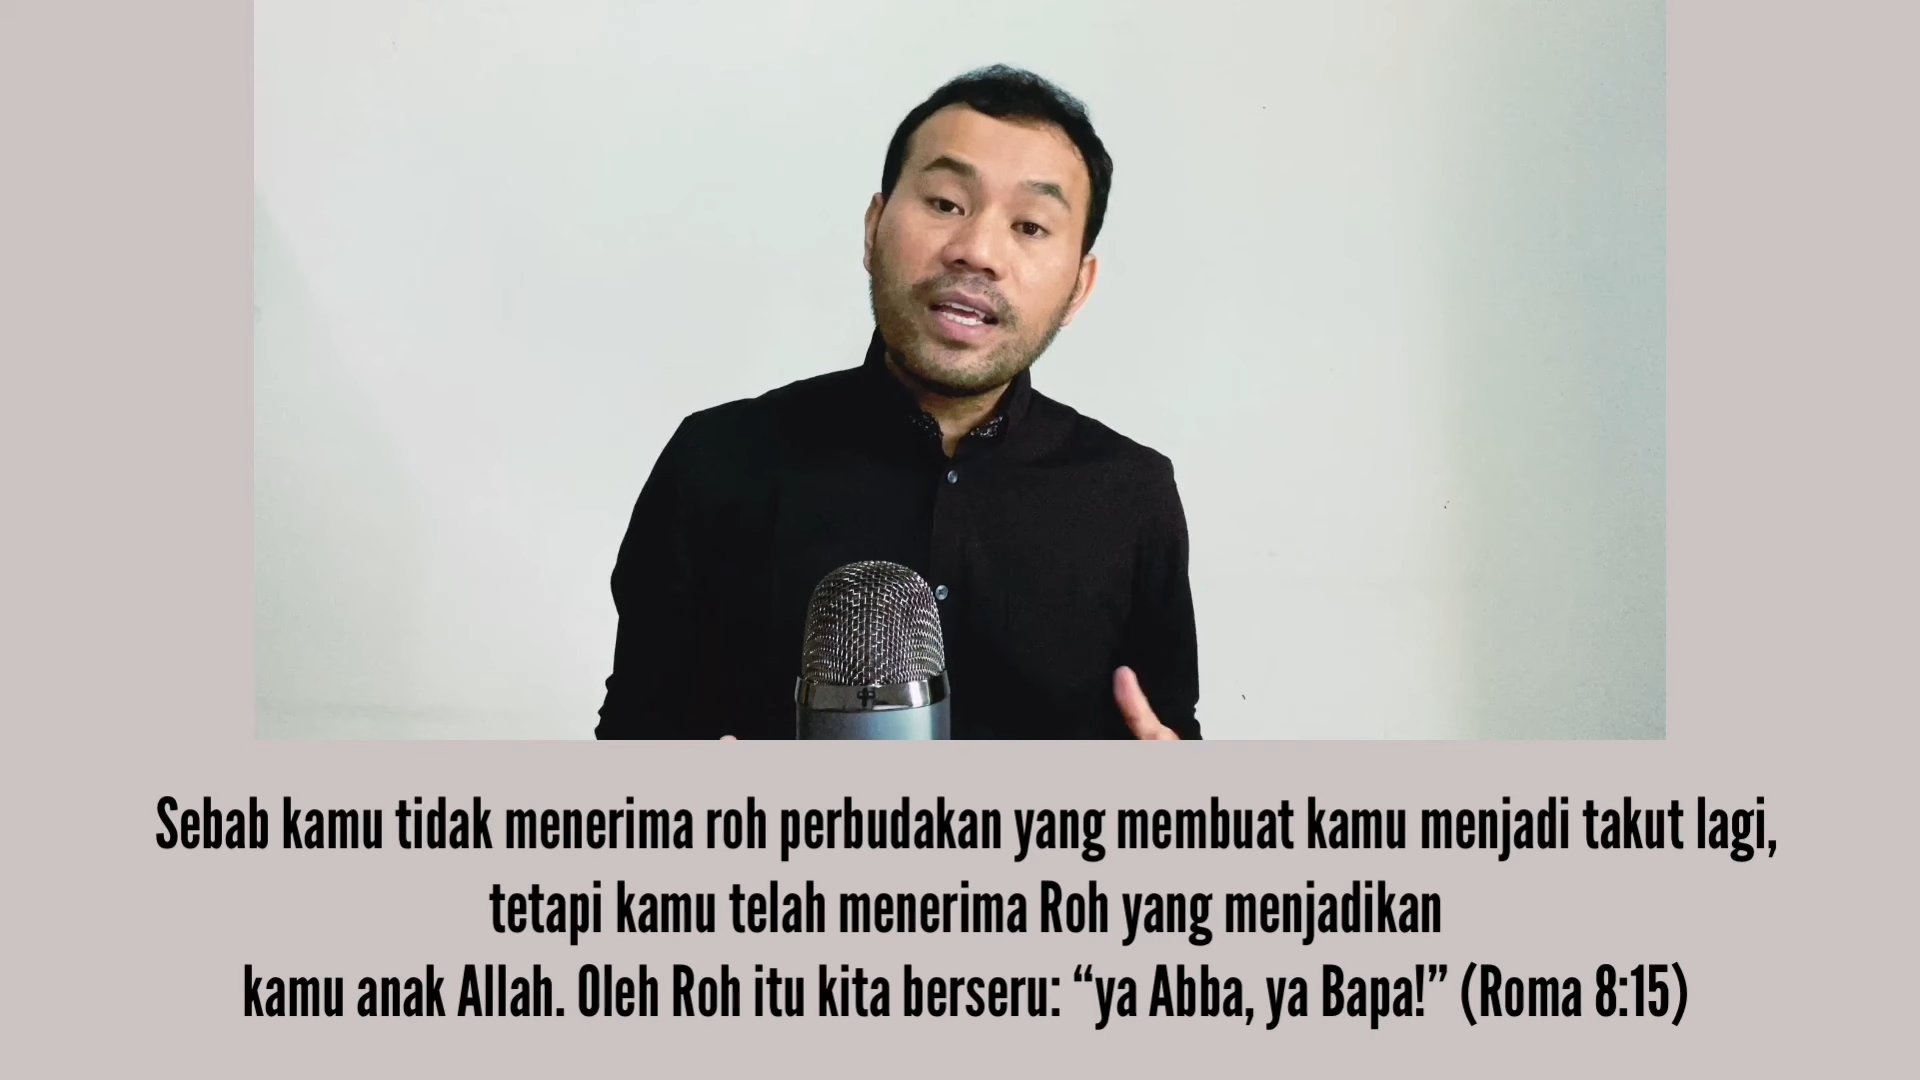 Sebab kamu tidak menerima roh perbudakan yang membuat kamu menjadi takut lagi,
tetapi kamu telah menerima Roh yang menjadikan
kamu anak Allah. Oleh Roh itu kita berseru: “ya Abba, ya Bapa!” (Roma 8:15)